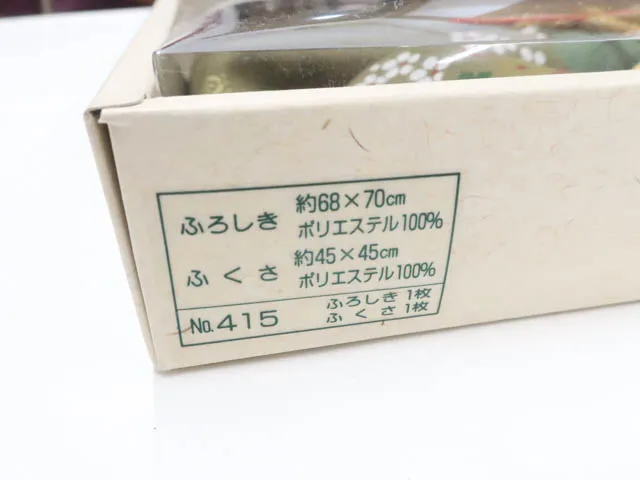 ふろしき 約68×70cm
ポリエステル100%
ふくさ 約45×45cm
ポリエステル100%
No.415 ふろしき1枚
ふくさ1枚